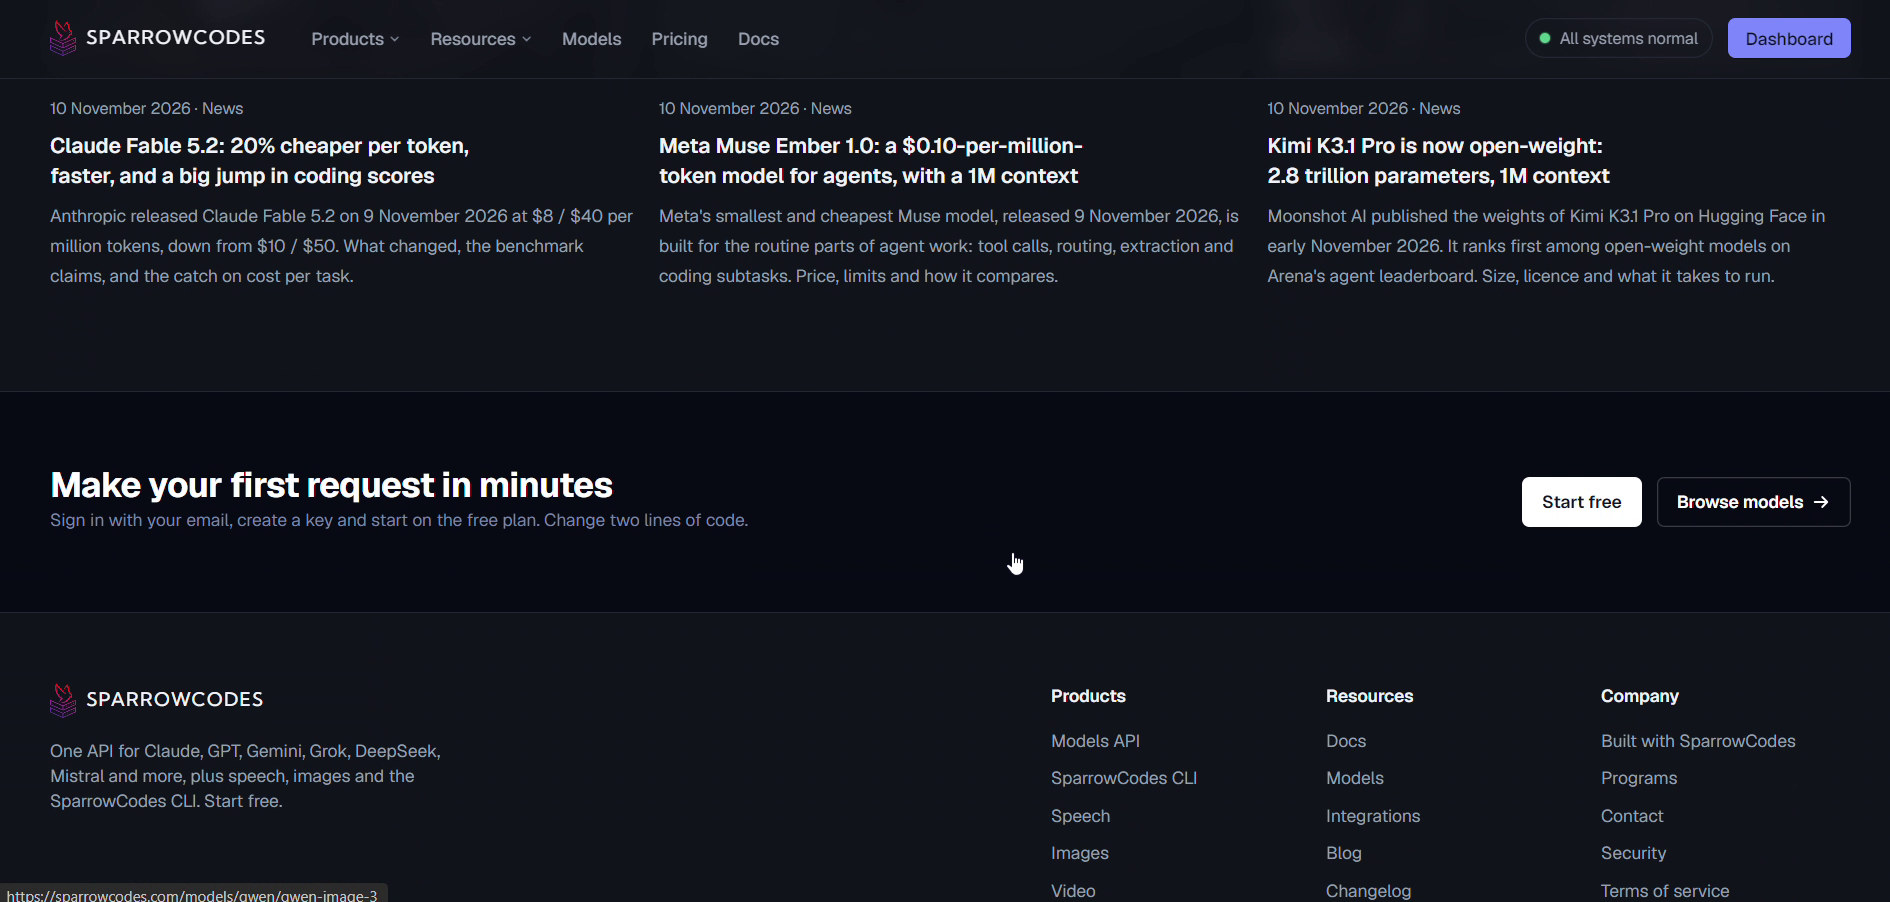 SPARROWCODES
Products
Resources
Models
Pricing
Docs
All systems normal
Dashboard
10 November 2026 · News
Claude Fable 5.2: 20% cheaper per token,
faster, and a big jump in coding scores
Anthropic released Claude Fable 5.2 on 9 November 2026 at $8 / $40 per
million tokens, down from $10 / $50. What changed, the benchmark
claims, and the catch on cost per task.
10 November 2026 · News
Meta Muse Ember 1.0: a $0.10-per-million-
token model for agents, with a 1M context
Meta's smallest and cheapest Muse model, released 9 November 2026, is
built for the routine parts of agent work: tool calls, routing, extraction and
coding subtasks. Price, limits and how it compares.
10 November 2026 · News
Kimi K3.1 Pro is now open-weight:
2.8 trillion parameters, 1M context
Moonshot AI published the weights of Kimi K3.1 Pro on Hugging Face in
early November 2026. It ranks first among open-weight models on
Arena's agent leaderboard. Size, licence and what it takes to run.
Make your first request in minutes
Sign in with your email, create a key and start on the free plan. Change two lines of code.
Start free
Browse models →
SPARROWCODES
One API for Claude, GPT, Gemini, Grok, DeepSeek,
Mistral and more, plus speech, images and the
SparrowCodes CLI. Start free.
Products
Models API
SparrowCodes CLI
Speech
Images
Video
Resources
Docs
Models
Integrations
Blog
Changelog
Company
Built with SparrowCodes
Programs
Contact
Security
Terms of service
https://sparrowcodes.com/models/qwen/qwen-image-3